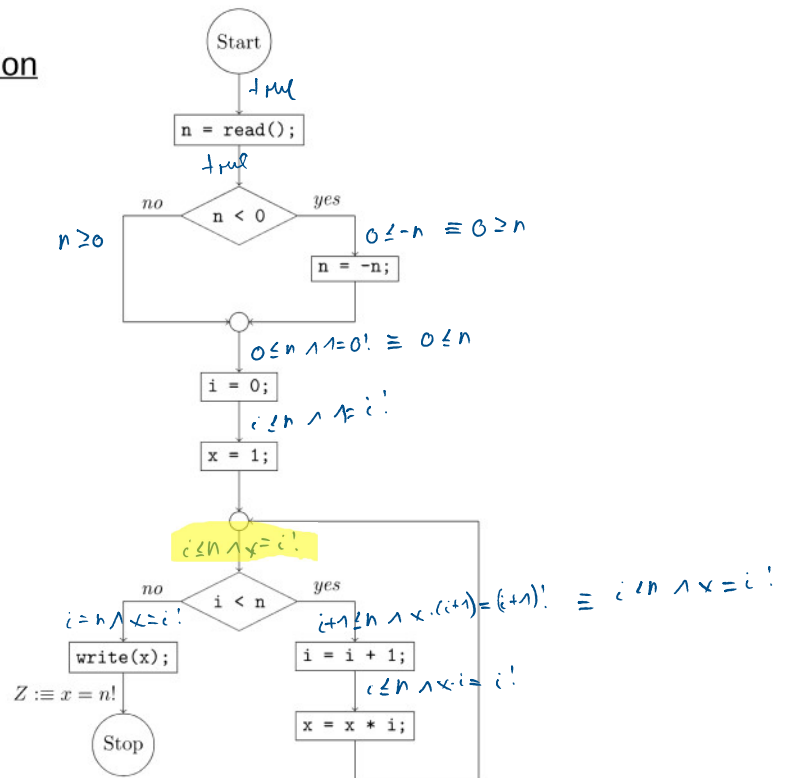 on
Start
true
n = read();
true
no
n < 0
yes
n ≥ 0
0 ≤ -n ≡ 0 ≥ n
n = -n;
0 ≤ n ∧ 1 = 0! ≡ 0 ≤ n
i = 0;
i ≤ n ∧ 1 = i!
x = 1;
i ≤ n ∧ x = i!
no
i < n
yes
i = n ∧ x = i!
i+1 ≤ n ∧ x·(i+1) = (i+1)! ≡ i < n ∧ x = i!
write(x);
i = i + 1;
i ≤ n ∧ x·i = i!
Z :≡ x = n!
x = x * i;
Stop